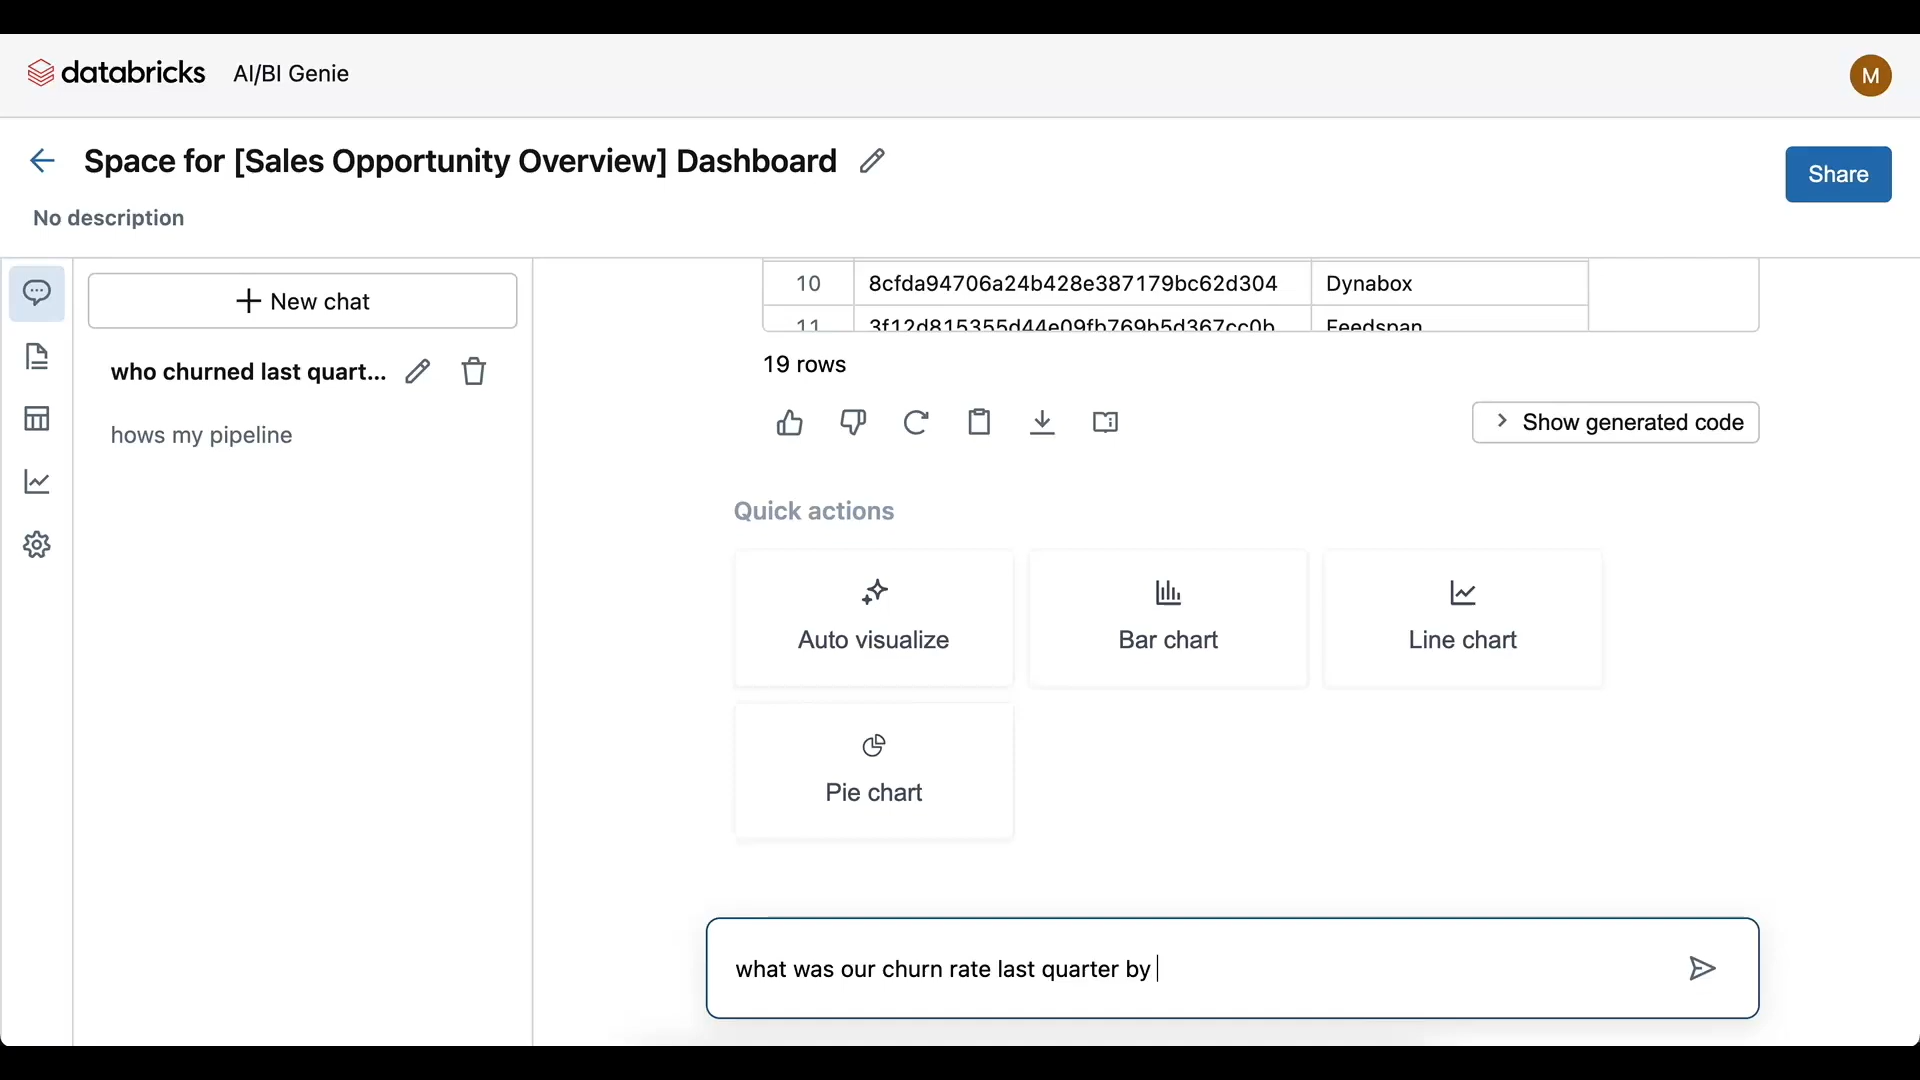 databricks AI/BI Genie
M
Space for [Sales Opportunity Overview] Dashboard
Share
No description
New chat
who churned last quart...
hows my pipeline
10 8cfda94706a24b428e387179bc62d304 Dynabox
11 3f12d815355d44e09fb769b5d367cc0b Feedspan
19 rows
Show generated code
Quick actions
Auto visualize
Bar chart
Line chart
Pie chart
what was our churn rate last quarter by